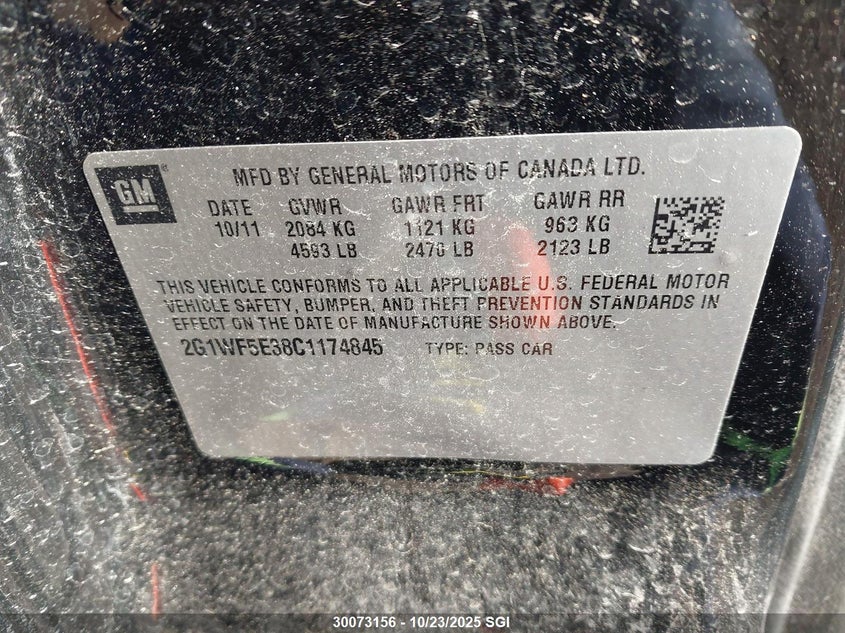 GM
MFD BY GENERAL MOTORS OF CANADA LTD.
DATE GVWR GAWR FRT GAWR RR
10/11 2084 KG 1121 KG 963 KG
4593 LB 2470 LB 2123 LB
THIS VEHICLE CONFORMS TO ALL APPLICABLE U.S. FEDERAL MOTOR
VEHICLE SAFETY, BUMPER, AND THEFT PREVENTION STANDARDS IN
EFFECT ON THE DATE OF MANUFACTURE SHOWN ABOVE.
2G1WF5E38C1174845 TYPE: PASS CAR
30073156 - 10/23/2025 SGI